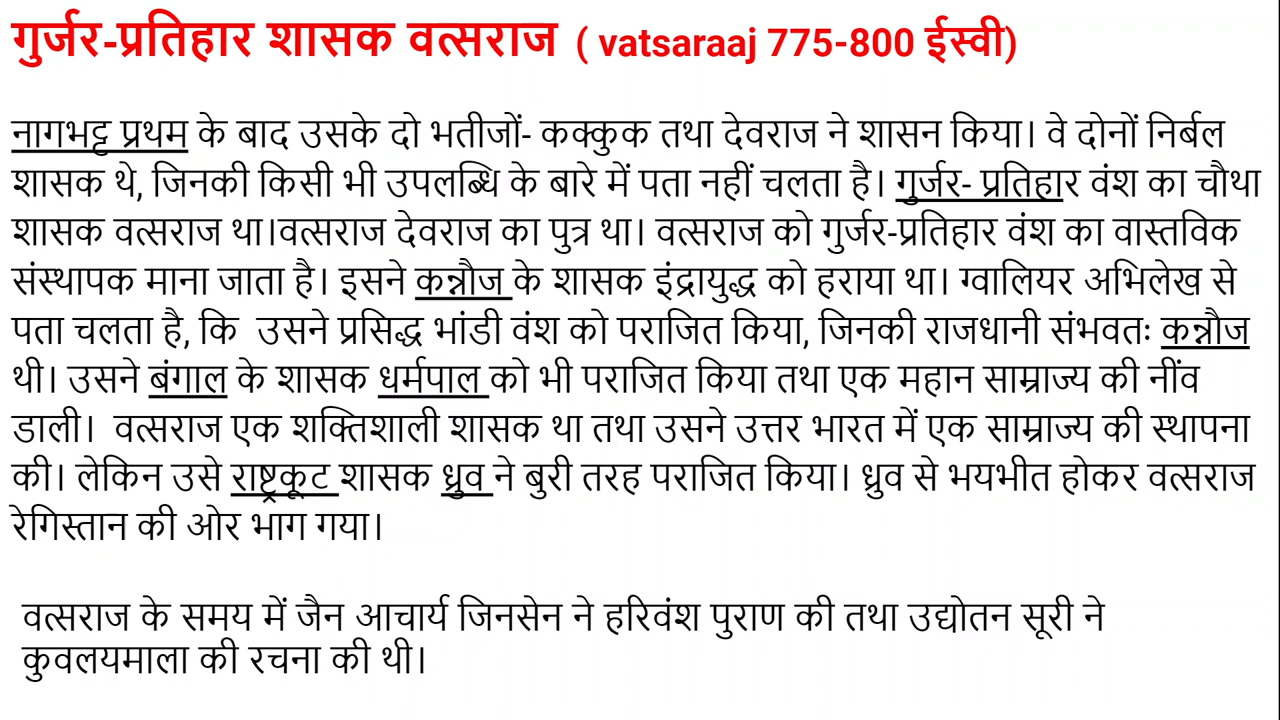 गुर्जर-प्रतिहार शासक वत्सराज ( vatsaraaj 775-800 ईस्वी)
नागभट्ट प्रथम के बाद उसके दो भतीजों- कक्कुक तथा देवराज ने शासन किया। वे दोनों निर्बल
शासक थे, जिनकी किसी भी उपलब्धि के बारे में पता नहीं चलता है। गुर्जर- प्रतिहार वंश का चौथा
शासक वत्सराज था।वत्सराज देवराज का पुत्र था। वत्सराज को गुर्जर-प्रतिहार वंश का वास्तविक
संस्थापक माना जाता है। इसने कन्नौज के शासक इंद्रायुद्ध को हराया था। ग्वालियर अभिलेख से
पता चलता है, कि  उसने प्रसिद्ध भांडी वंश को पराजित किया, जिनकी राजधानी संभवतः कन्नौज
थी। उसने बंगाल के शासक धर्मपाल को भी पराजित किया तथा एक महान साम्राज्य की नींव
डाली।  वत्सराज एक शक्तिशाली शासक था तथा उसने उत्तर भारत में एक साम्राज्य की स्थापना
की। लेकिन उसे राष्ट्रकूट शासक ध्रुव ने बुरी तरह पराजित किया। ध्रुव से भयभीत होकर वत्सराज
रेगिस्तान की ओर भाग गया।
वत्सराज के समय में जैन आचार्य जिनसेन ने हरिवंश पुराण की तथा उद्योतन सूरी ने
कुवलयमाला की रचना की थी।